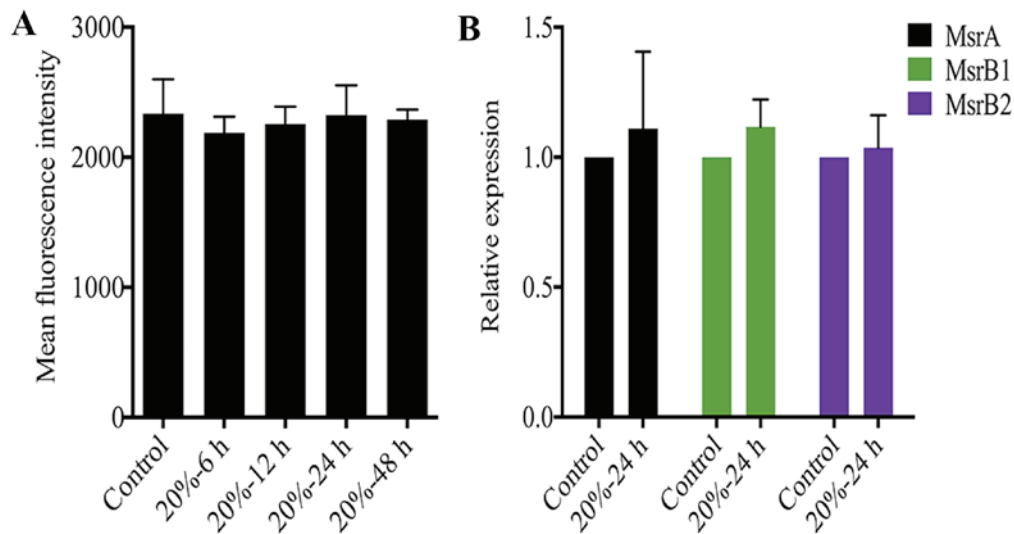 A
Mean fluorescence intensity
3000
2000
1000
0
Control
20%-6 h
20%-12 h
20%-24 h
20%-48 h
B
Relative expression
1.5
1.0
0.5
0.0
Control
20%-24 h
Control
20%-24 h
Control
20%-24 h
MsrA
MsrB1
MsrB2